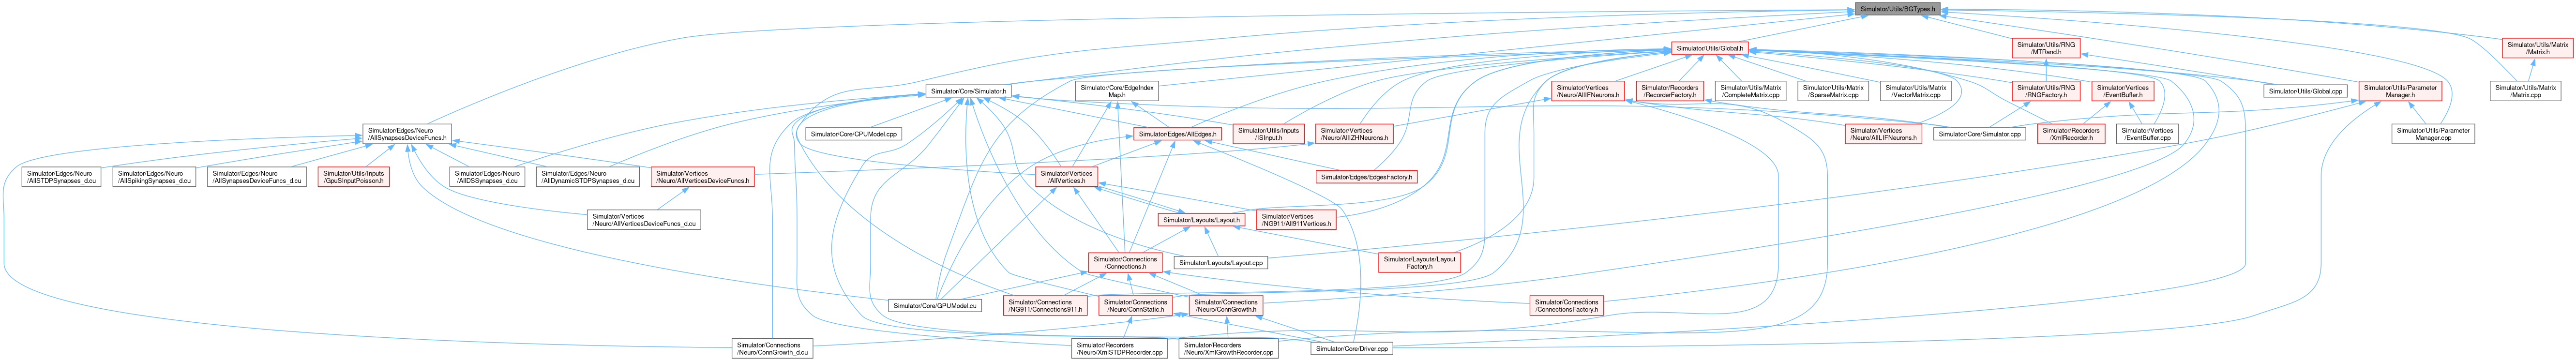 Simulator/Utils/BGTypes.h
Simulator/Utils/Global.h
Simulator/Utils/RNG
/MTRand.h
Simulator/Utils/Matrix
/Matrix.h
Simulator/Core/Simulator.h
Simulator/Core/EdgeIndex
Map.h
Simulator/Vertices
/Neuro/AllIFNeurons.h
Simulator/Recorders
/RecorderFactory.h
Simulator/Utils/Matrix
/CompleteMatrix.cpp
Simulator/Utils/Matrix
/SparseMatrix.cpp
Simulator/Utils/Matrix
/VectorMatrix.cpp
Simulator/Utils/RNG
/RNGFactory.h
Simulator/Vertices
/EventBuffer.h
Simulator/Utils/Global.cpp
Simulator/Utils/Parameter
Manager.h
Simulator/Utils/Matrix
/Matrix.cpp
Simulator/Edges/Neuro
/AllSynapsesDeviceFuncs.h
Simulator/Core/CPUModel.cpp
Simulator/Edges/AllEdges.h
Simulator/Utils/Inputs
/ISInput.h
Simulator/Vertices
/Neuro/AllIZHNeurons.h
Simulator/Vertices
/Neuro/AllLIFNeurons.h
Simulator/Core/Simulator.cpp
Simulator/Recorders
/XmlRecorder.h
Simulator/Vertices
/EventBuffer.cpp
Simulator/Utils/Parameter
Manager.cpp
Simulator/Edges/Neuro
/AllSTDPSynapses_d.cu
Simulator/Edges/Neuro
/AllSpikingSynapses_d.cu
Simulator/Edges/Neuro
/AllSynapsesDeviceFuncs_d.cu
Simulator/Utils/Inputs
/GpuSInputPoisson.h
Simulator/Edges/Neuro
/AllDSSynapses_d.cu
Simulator/Edges/Neuro
/AllDynamicSTDPSynapses_d.cu
Simulator/Vertices
/Neuro/AllVerticesDeviceFuncs.h
Simulator/Vertices
/AllVertices.h
Simulator/Edges/EdgesFactory.h
Simulator/Vertices
/Neuro/AllVerticesDeviceFuncs_d.cu
Simulator/Layouts/Layout.h
Simulator/Vertices
/NG911/All911Vertices.h
Simulator/Connections
/Connections.h
Simulator/Layouts/Layout.cpp
Simulator/Layouts/Layout
Factory.h
Simulator/Core/GPUModel.cu
Simulator/Connections
/NG911/Connections911.h
Simulator/Connections
/Neuro/ConnStatic.h
Simulator/Connections
/Neuro/ConnGrowth.h
Simulator/Connections
/ConnectionsFactory.h
Simulator/Connections
/Neuro/ConnGrowth_d.cu
Simulator/Recorders
/Neuro/XmlSTDPRecorder.cpp
Simulator/Recorders
/Neuro/XmlGrowthRecorder.cpp
Simulator/Core/Driver.cpp